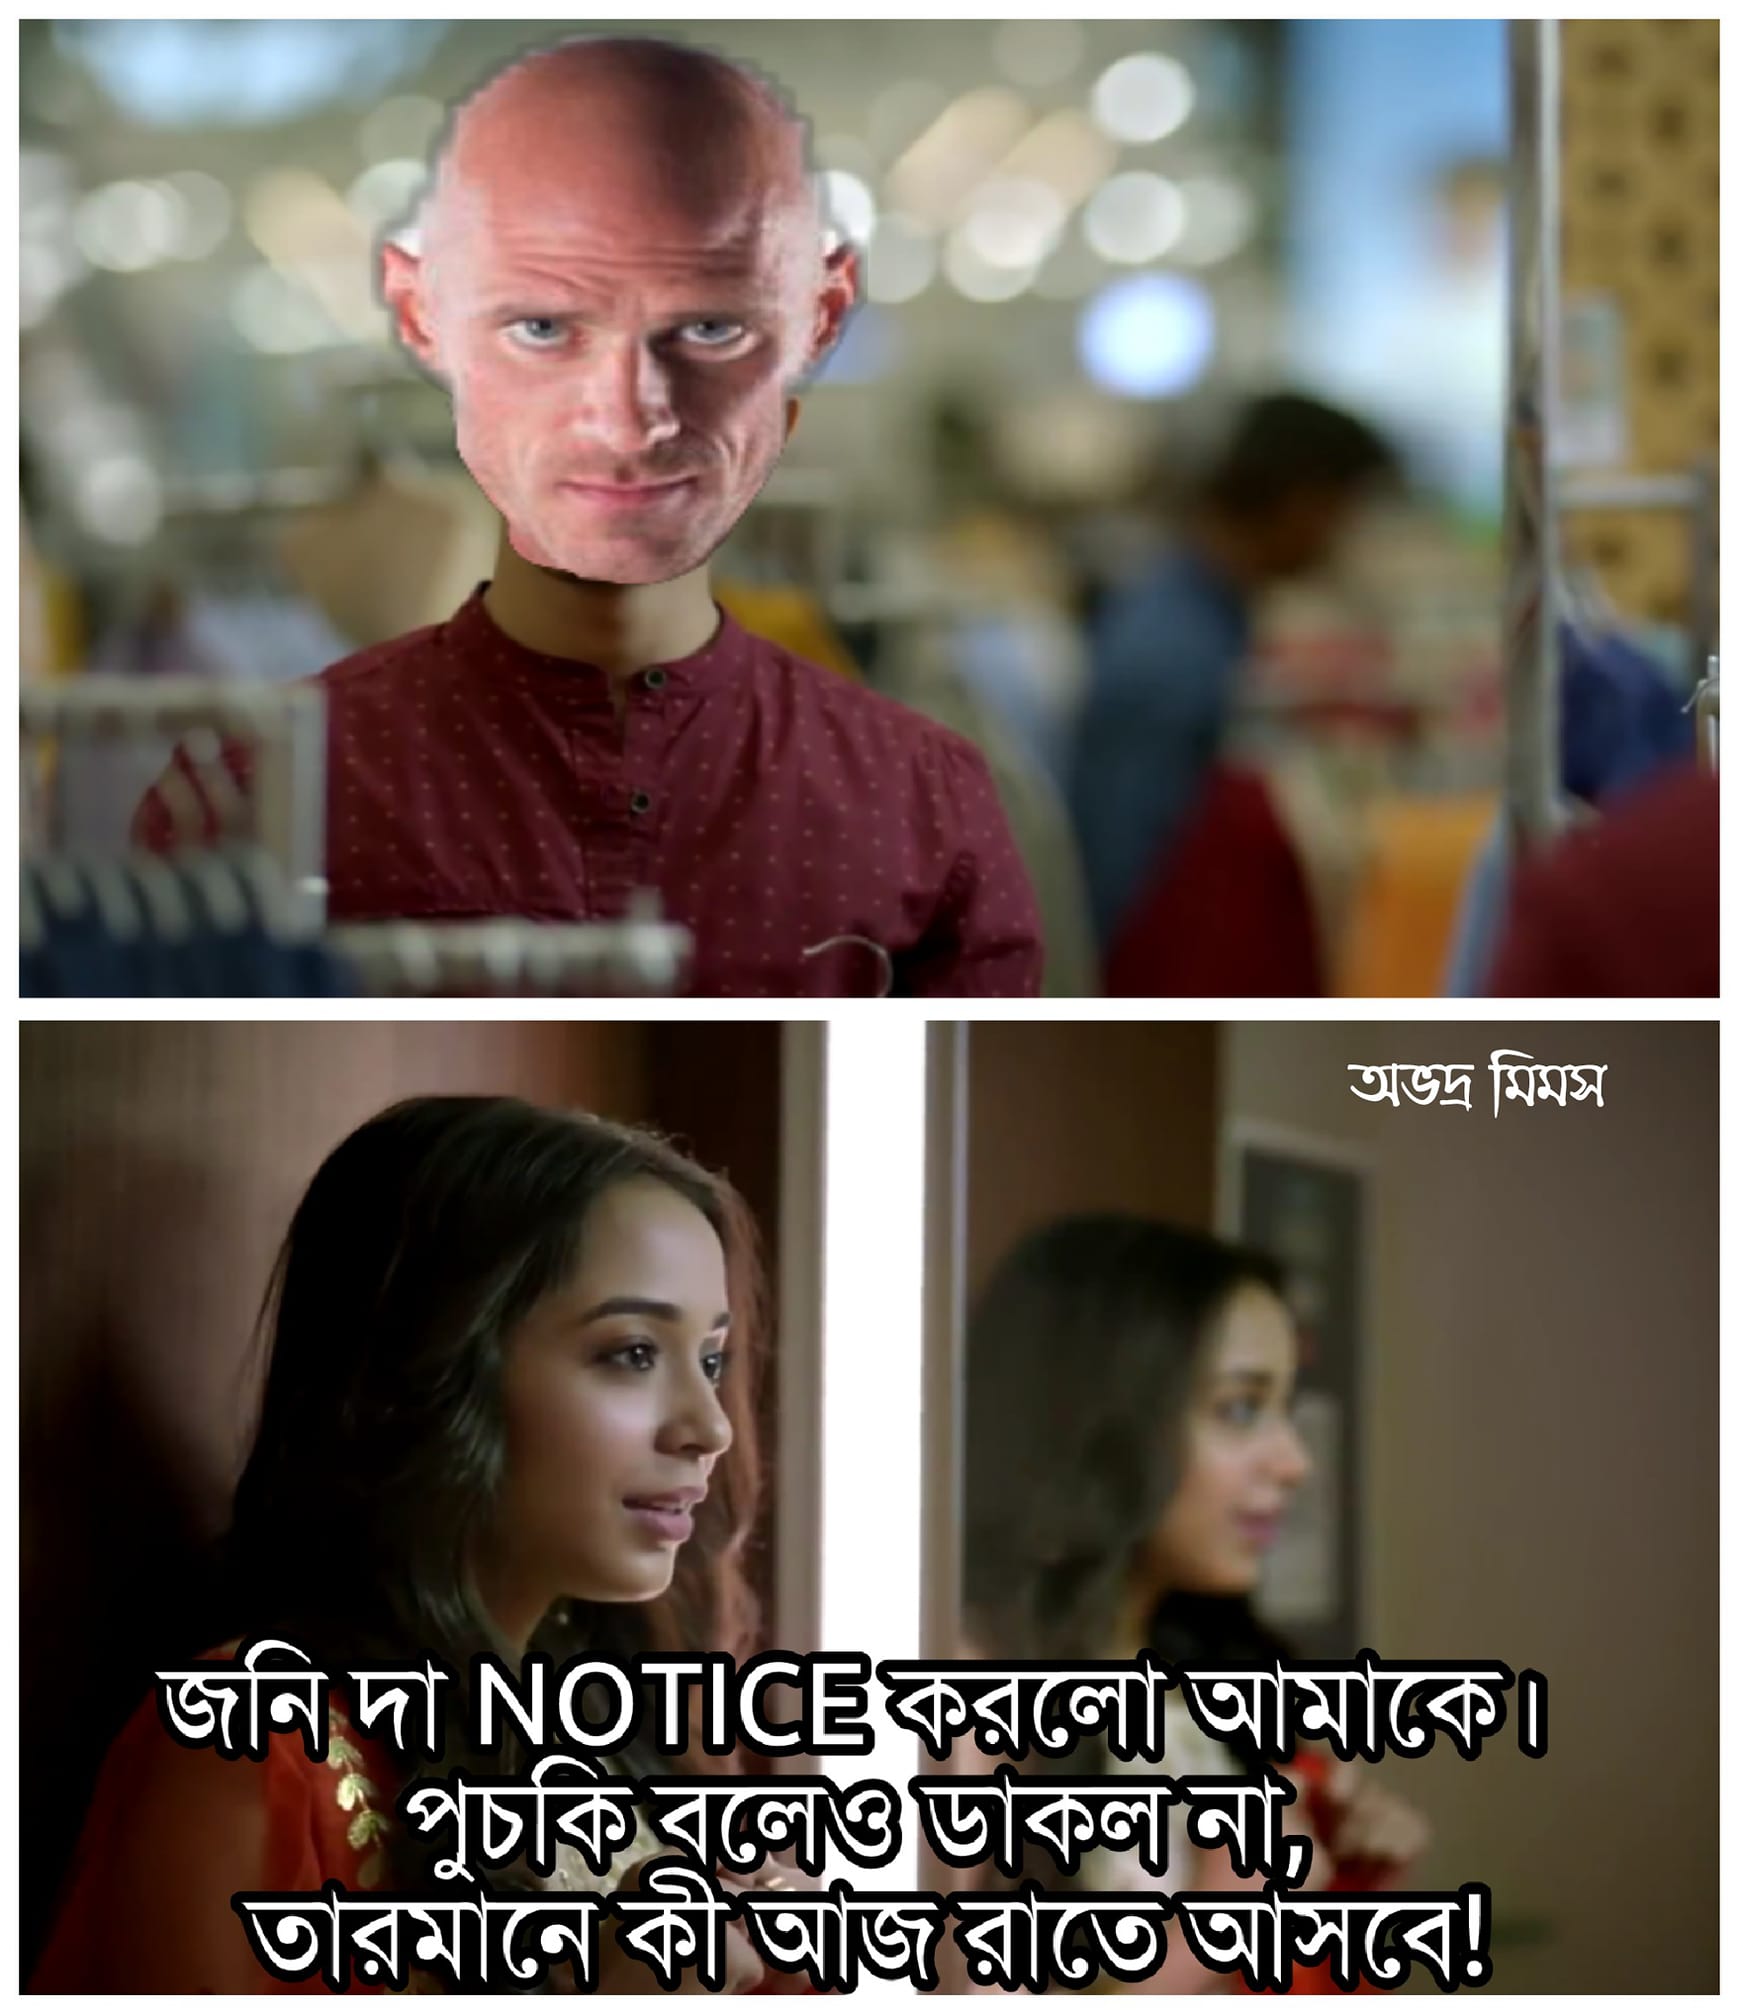 অভদ্র মিমস
জনি দা NOTICE করলো আমাকে।
পুচকি বলেও ডাকল না,
তারমানে কী আজ রাতে আসবে!